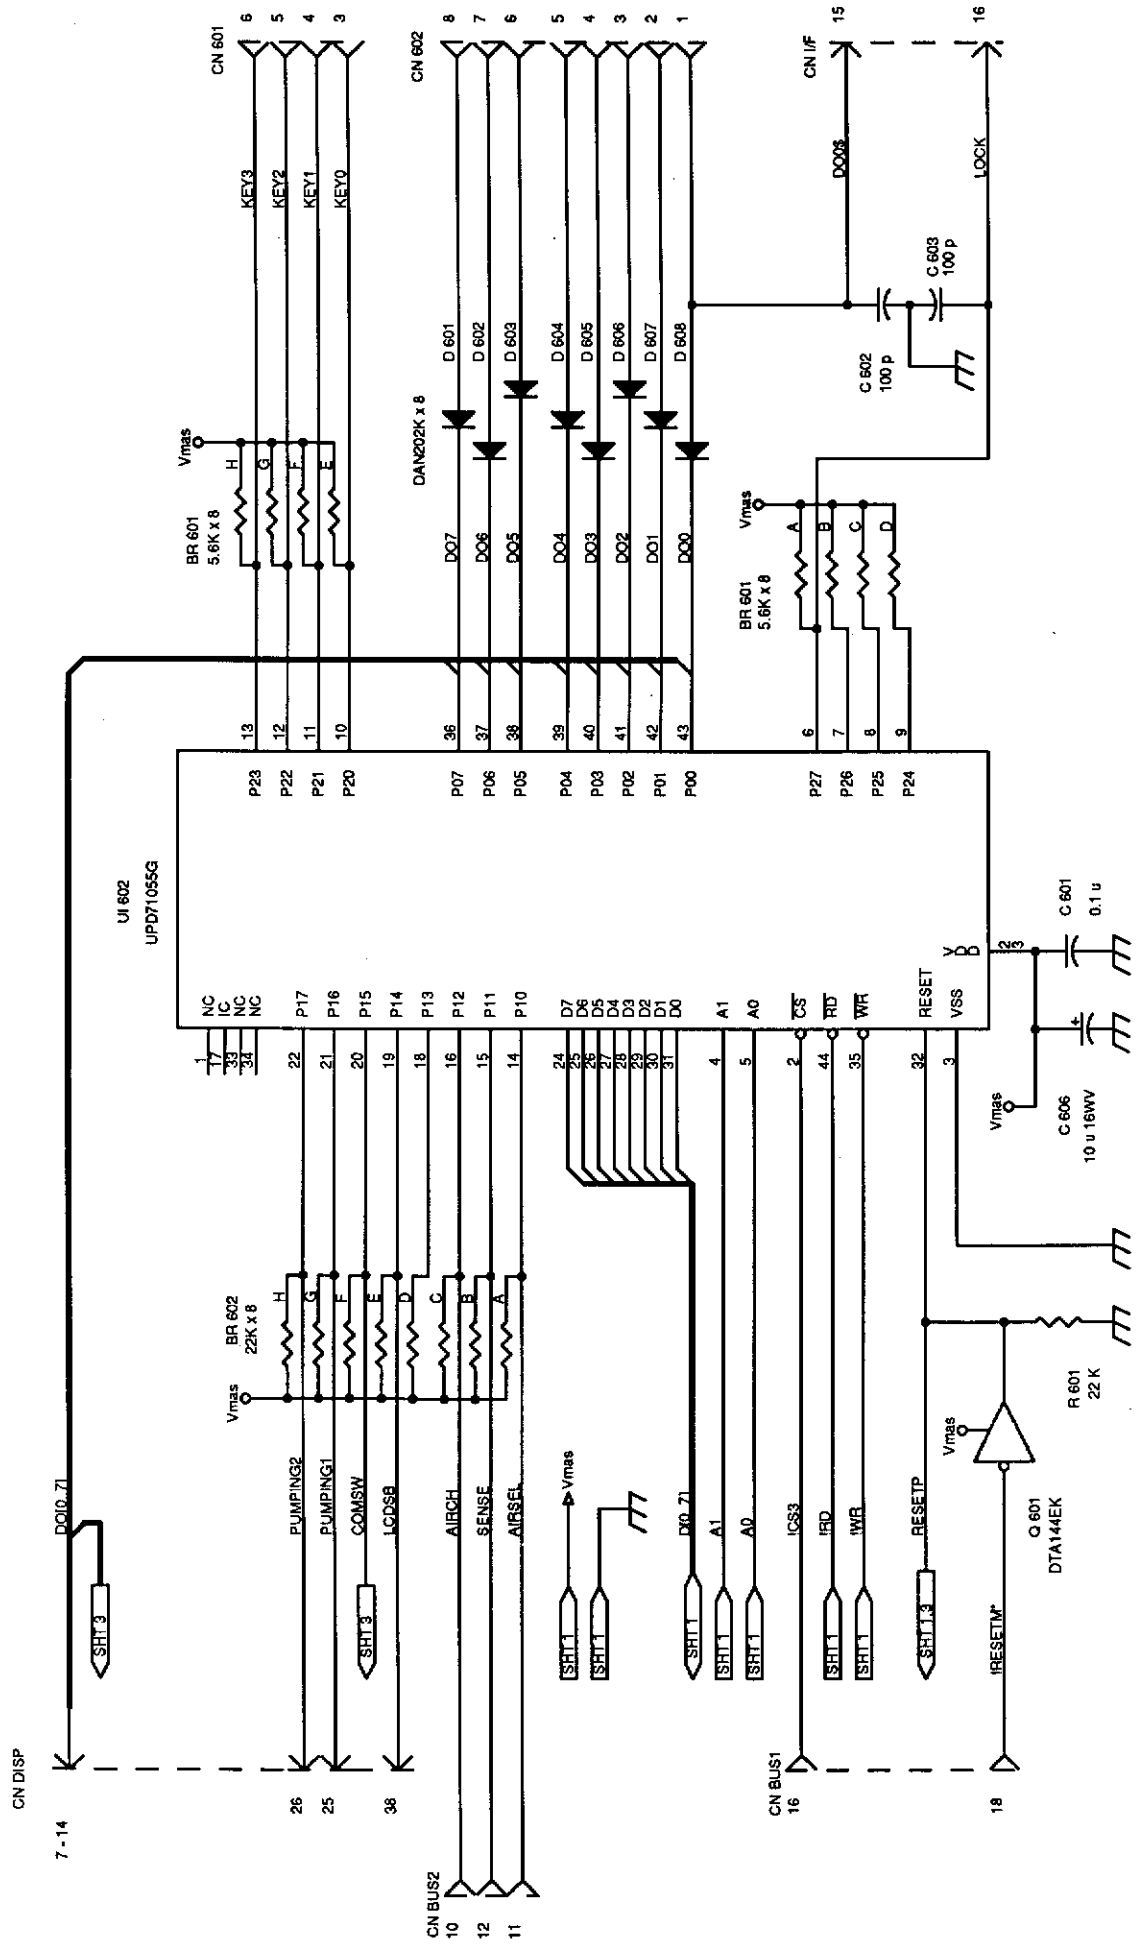 CN DISP
7 - 14
DO[0..7]
SHT 3
CN 601
6
5
4
3
KEY3
KEY2
KEY1
KEY0
Vmas
H
G
F
E
BR 601
5.6K x 8
13
12
11
10
P23
P22
P21
P20
CN 602
8
7
6
5
4
3
2
1
D 601
D 602
D 603
D 604
D 605
D 606
D 607
D 608
DAN202K x 8
DO7
DO6
DO5
DO4
DO3
DO2
DO1
DO0
36
37
38
39
40
41
42
43
P07
P06
P05
P04
P03
P02
P01
P00
CN I/F
15
16
DO0$
LOCK
C 603
100 p
C 602
100 p
Vmas
A
B
C
D
BR 601
5.6K x 8
6
7
8
9
P27
P26
P25
P24
UI 602
UPD71055G
NC
IC
NC
NC
1
17
33
34
P17
P16
P15
P14
P13
P12
P11
P10
22
21
20
19
18
16
15
14
D7
D6
D5
D4
D3
D2
D1
D0
24
25
26
27
28
29
30
31
A1
A0
4
5
CS
RD
WR
2
44
35
RESET
VSS
VDD
32
3
23
C 601
0.1 u
Vmas
C 606
10 u 16WV
BR 602
22K x 8
H
G
F
E
D
C
B
A
Vmas
PUMPING2
PUMPING1
COMSW
LCDSB
AIRCH
SENSE
AIRSEL
26
25
SHT 3
38
CN BUS2
10
12
11
Vmas
SHT 1
SHT 1
D[0..7]
SHT 1
A1
SHT 1
A0
SHT 1
!CS3
!RD
SHT 1
!WR
SHT 1
RESETP
SHT 1,3
CN BUS1
16
18
!RESETM*
Vmas
Q 601
DTA144EK
R 601
22 K